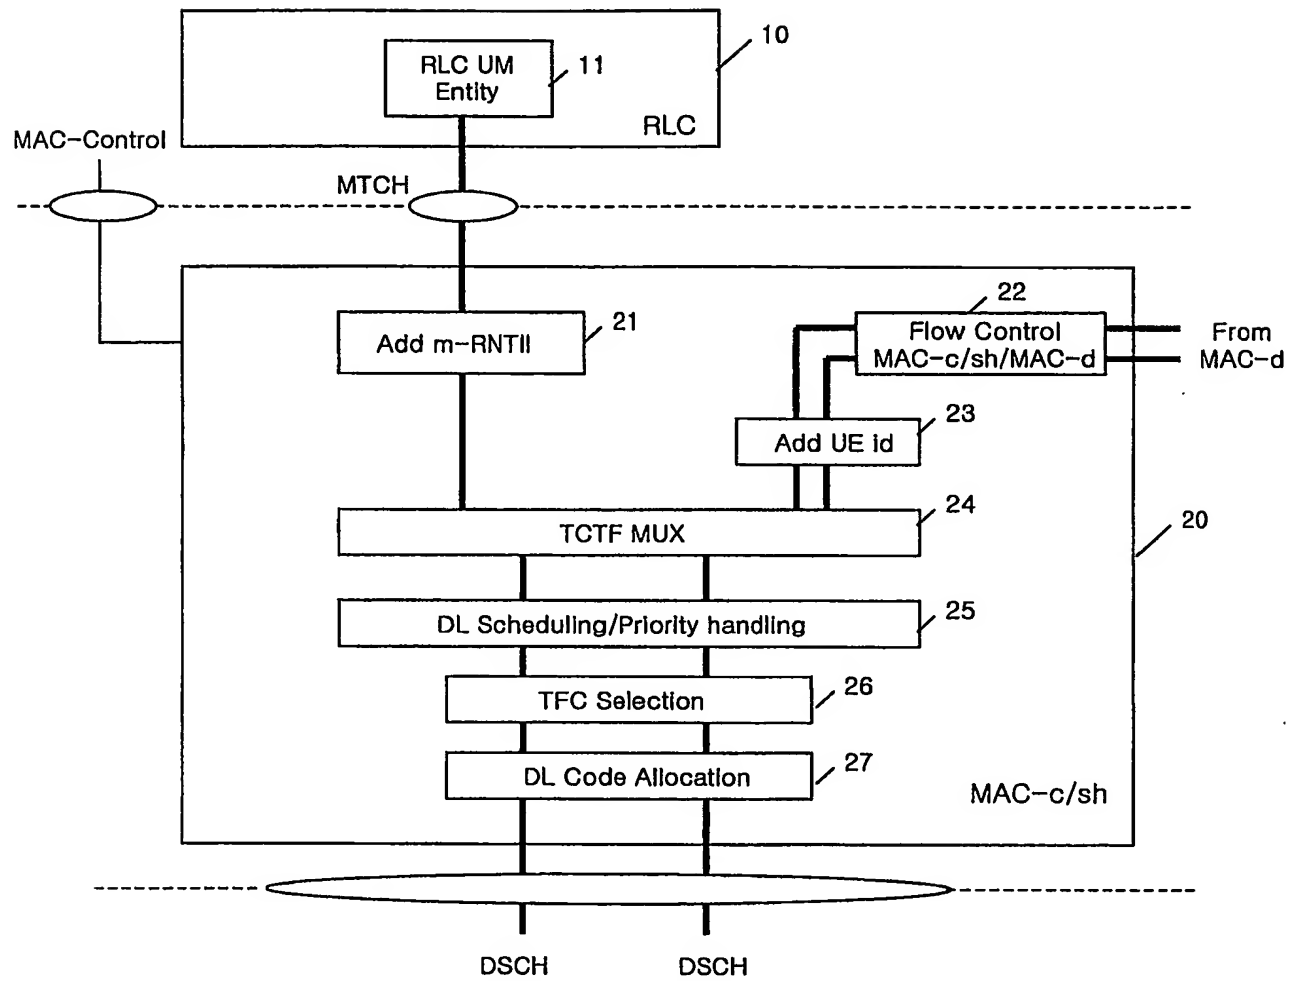 10
RLC UM
Entity
11
RLC
MAC-Control
MTCH
22
Add m-RNTII
21
Flow Control
MAC-c/sh/MAC-d
From
MAC-d
23
Add UE id
24
TCTF MUX
20
25
DL Scheduling/Priority handling
26
TFC Selection
27
DL Code Allocation
MAC-c/sh
DSCH
DSCH